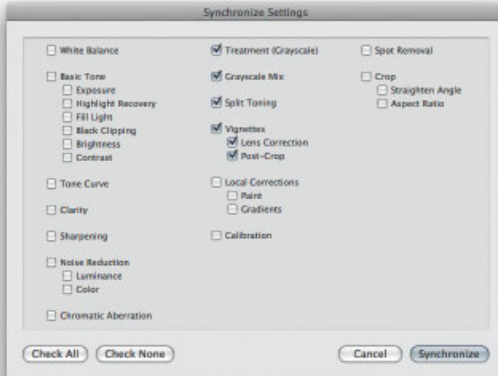 Synchronize Settings
White Balance
Basic Tone
Exposure
Highlight Recovery
Fill Light
Black Clipping
Brightness
Contrast
Tone Curve
Clarity
Sharpening
Noise Reduction
Luminance
Color
Chromatic Aberration
Treatment (Grayscale)
Grayscale Mix
Split Toning
Vignettes
Lens Correction
Post-Crop
Local Corrections
Paint
Gradients
Calibration
Spot Removal
Crop
Straighten Angle
Aspect Ratio
Check All
Check None
Cancel
Synchronize